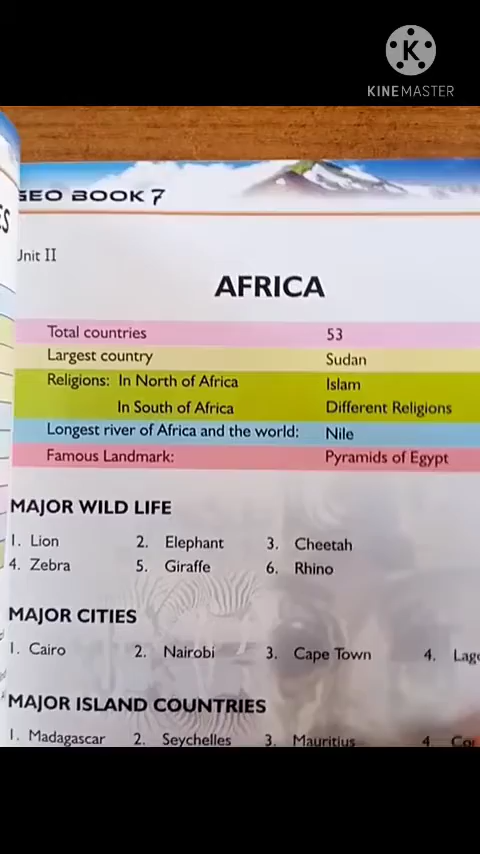 K
KINEMASTER
GEO BOOK 7
Unit II
AFRICA
Total countries 53
Largest country Sudan
Religions: In North of Africa Islam
In South of Africa Different Religions
Longest river of Africa and the world: Nile
Famous Landmark: Pyramids of Egypt
MAJOR WILD LIFE
1. Lion 2. Elephant 3. Cheetah
4. Zebra 5. Giraffe 6. Rhino
MAJOR CITIES
1. Cairo 2. Nairobi 3. Cape Town 4.
MAJOR ISLAND COUNTRIES
1. Madagascar 2. Seychelles 3. Mauritius 4